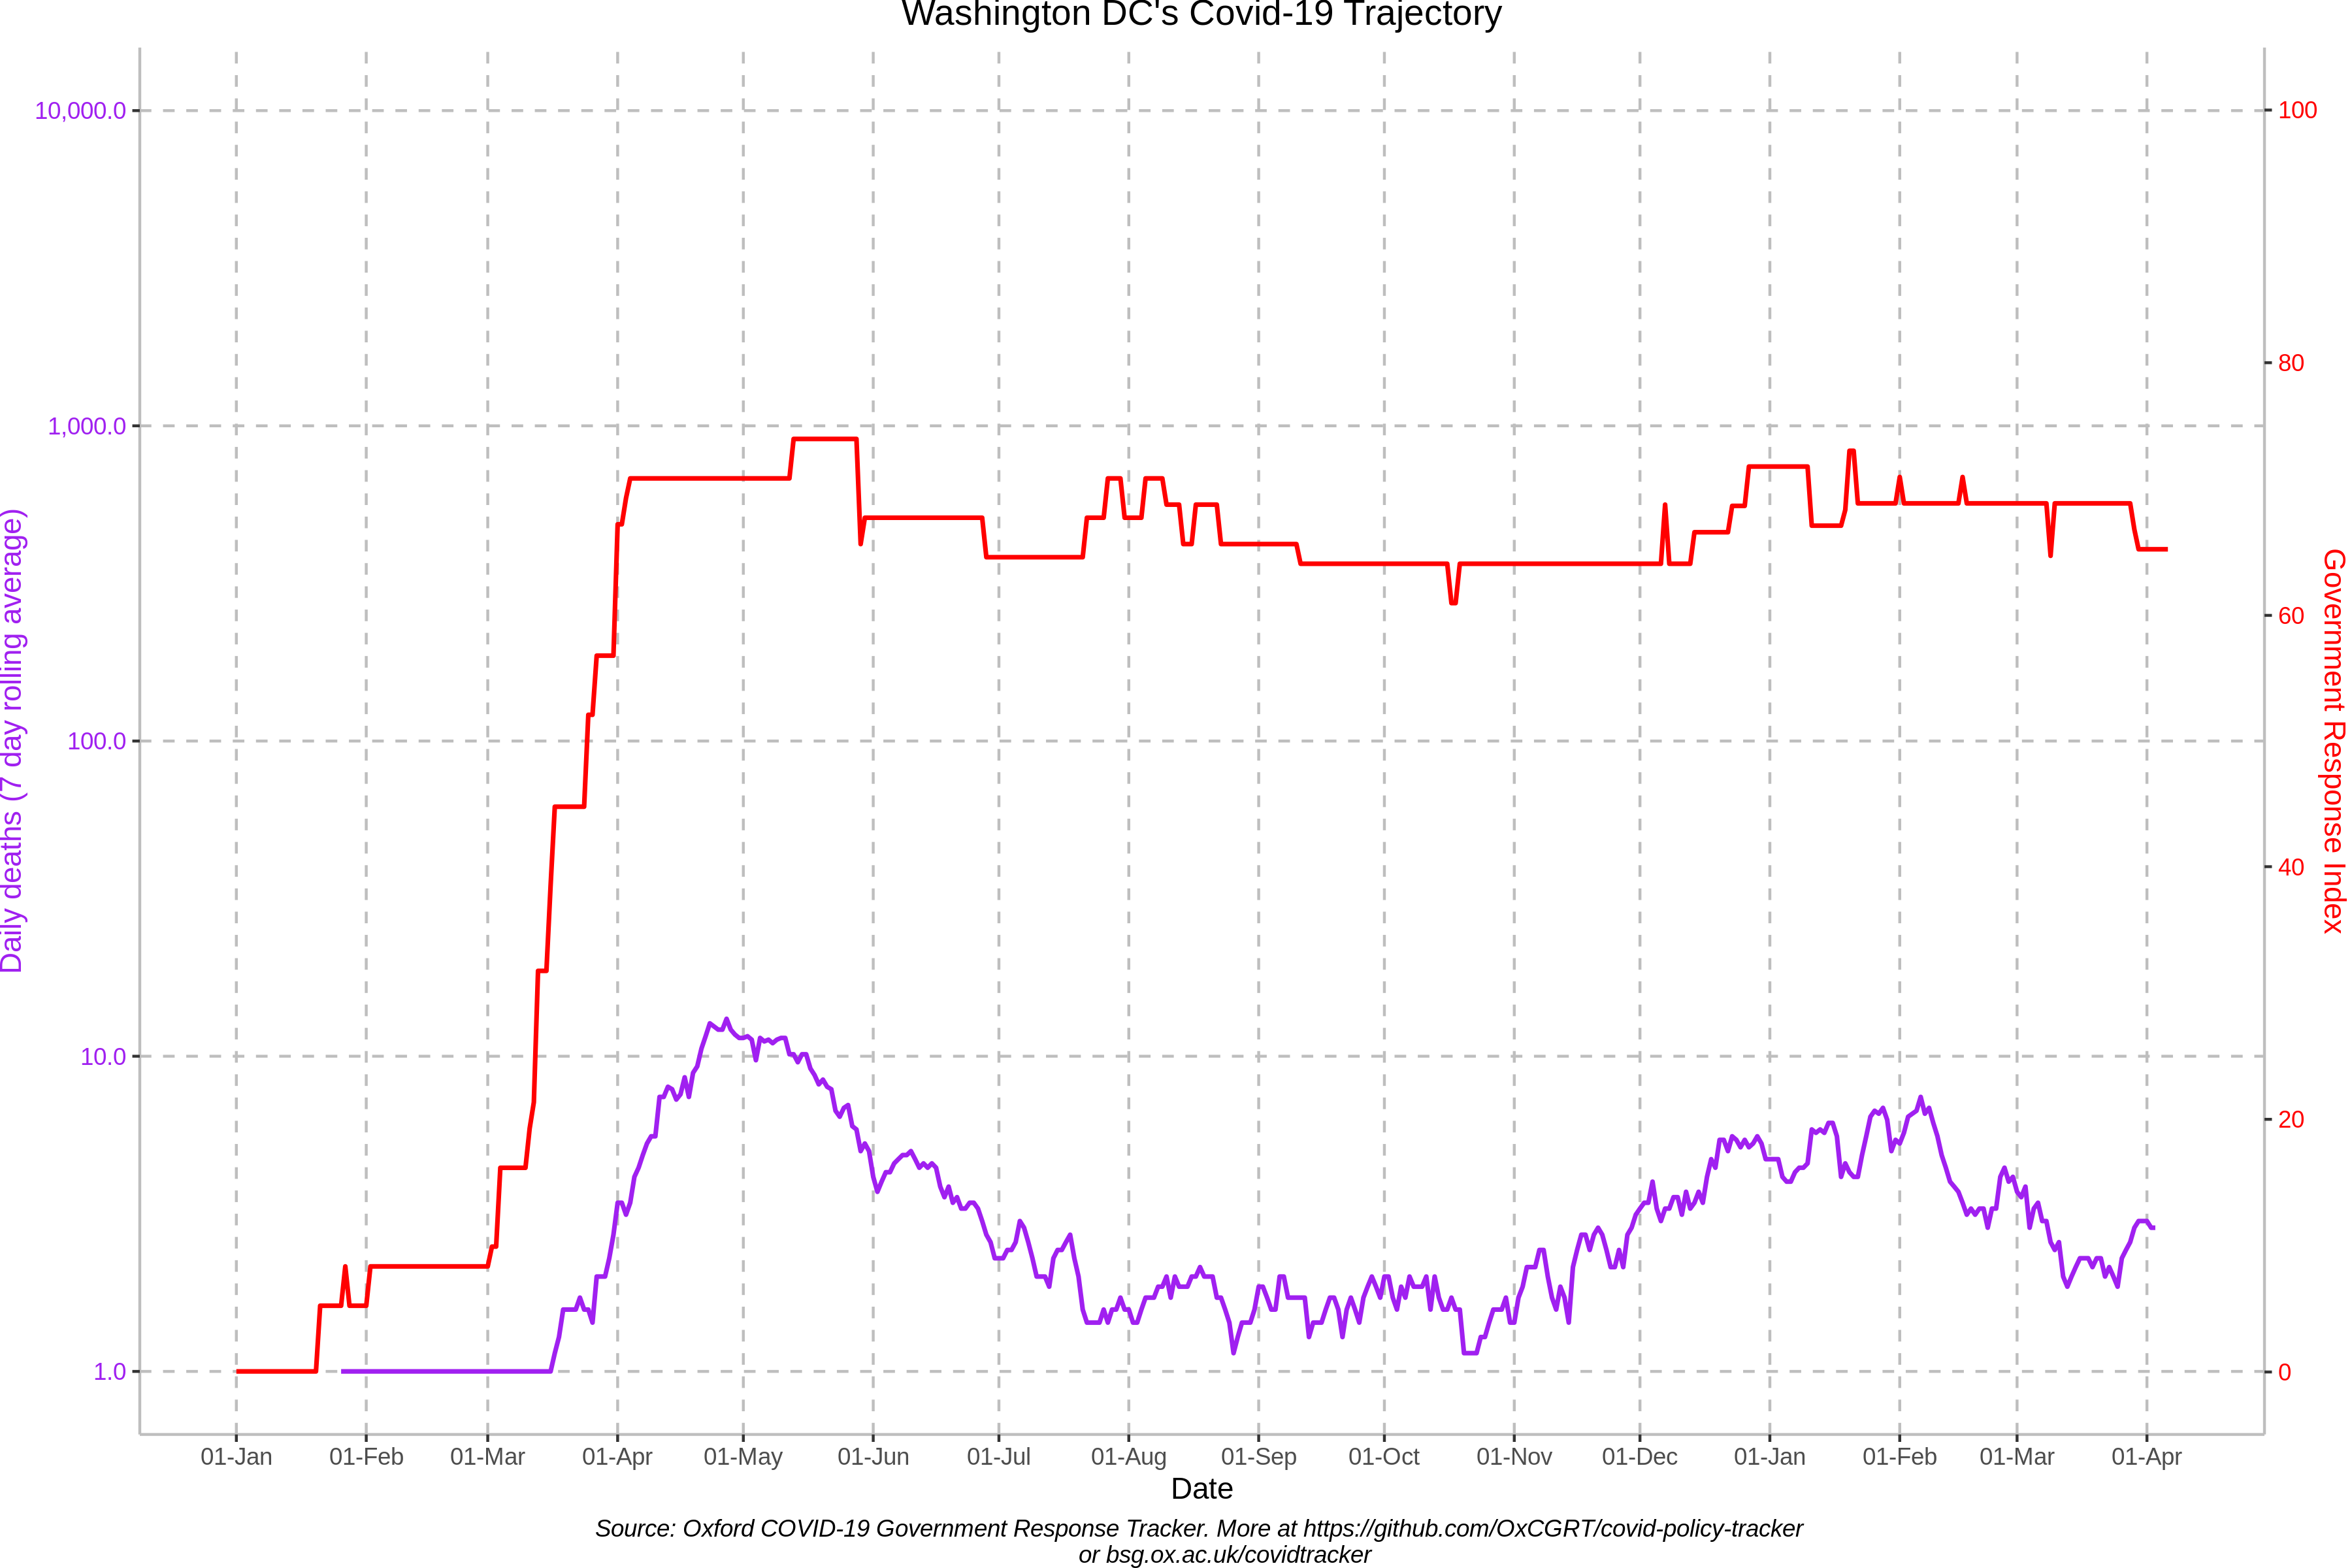 Washington DC's Covid-19 Trajectory
10,000.0
1,000.0
100.0
10.0
1.0
Daily deaths (7 day rolling average)
100
80
60
40
20
0
Government Response Index
01-Jan 01-Feb 01-Mar 01-Apr 01-May 01-Jun 01-Jul 01-Aug 01-Sep 01-Oct 01-Nov 01-Dec 01-Jan 01-Feb 01-Mar 01-Apr
Date
Source: Oxford COVID-19 Government Response Tracker. More at https://github.com/OxCGRT/covid-policy-tracker
or bsg.ox.ac.uk/covidtracker